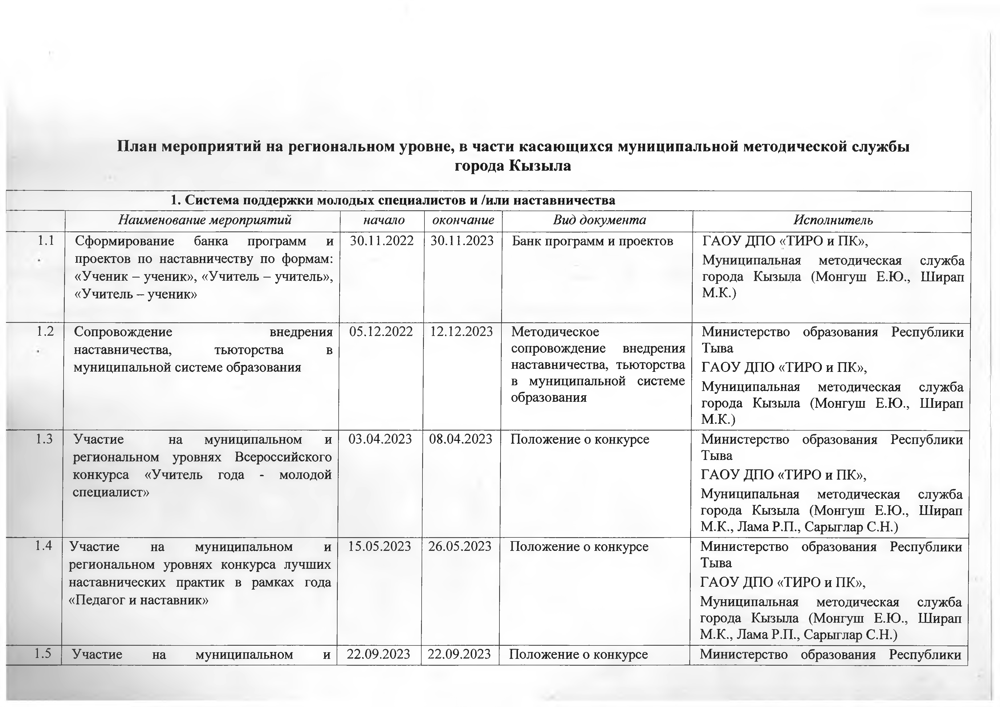 План мероприятий на региональном уровне, в части касающихся муниципальной методической службы
города Кызыла
1. Система поддержки молодых специалистов и /или наставничества
Наименование мероприятий начало окончание Вид документа Исполнитель
1.1
Сформирование банка программ и
проектов по наставничеству по формам:
«Ученик – ученик», «Учитель – учитель»,
«Учитель – ученик»
30.11.2022
30.11.2023
Банк программ и проектов
ГАОУ ДПО «ТИРО и ПК»,
Муниципальная методическая служба
города Кызыла (Монгуш Е.Ю., Ширап
М.К.)
1.2
.
Сопровождение внедрения
наставничества, тьюторства в
муниципальной системе образования
05.12.2022
12.12.2023
Методическое
сопровождение внедрения
наставничества, тьюторства
в муниципальной системе
образования
Министерство образования Республики
Тыва
ГАОУ ДПО «ТИРО и ПК»,
Муниципальная методическая служба
города Кызыла (Монгуш Е.Ю., Ширап
М.К.)
1.3
Участие на муниципальном и
региональном уровнях Всероссийского
конкурса «Учитель года - молодой
специалист»
03.04.2023
08.04.2023
Положение о конкурсе
Министерство образования Республики
Тыва
ГАОУ ДПО «ТИРО и ПК»,
Муниципальная методическая служба
города Кызыла (Монгуш Е.Ю., Ширап
М.К., Лама Р.П., Сарыглар С.Н.)
1.4
Участие на муниципальном и
региональном уровнях конкурса лучших
наставнических практик в рамках года
«Педагог и наставник»
15.05.2023
26.05.2023
Положение о конкурсе
Министерство образования Республики
Тыва
ГАОУ ДПО «ТИРО и ПК»,
Муниципальная методическая служба
города Кызыла (Монгуш Е.Ю., Ширап
М.К., Лама Р.П., Сарыглар С.Н.)
1.5
Участие на муниципальном и
22.09.2023
22.09.2023
Положение о конкурсе
Министерство образования Республики